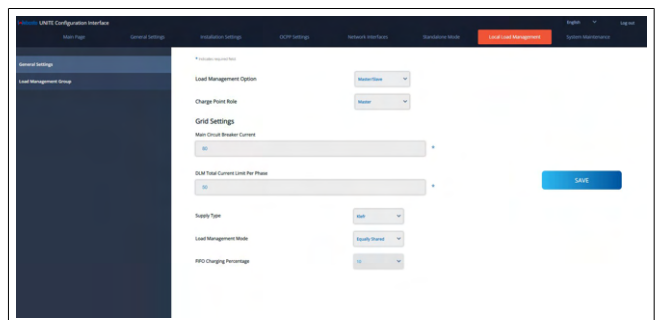 UNITE Configuration Interface
English
Log out
Main Page
General Settings
Installation Settings
OCPP Settings
Network Interfaces
Standalone Mode
Local Load Management
System Maintenance
General Settings
Load Management Group
* Indicates required field.
Load Management Option
Master/Slave
Charge Point Role
Master
Grid Settings
Main Circuit Breaker Current
*
DLM Total Current Limit Per Phase
*
SAVE
Supply Type
Load Management Mode
Equally Shared
FIFO Charging Percentage